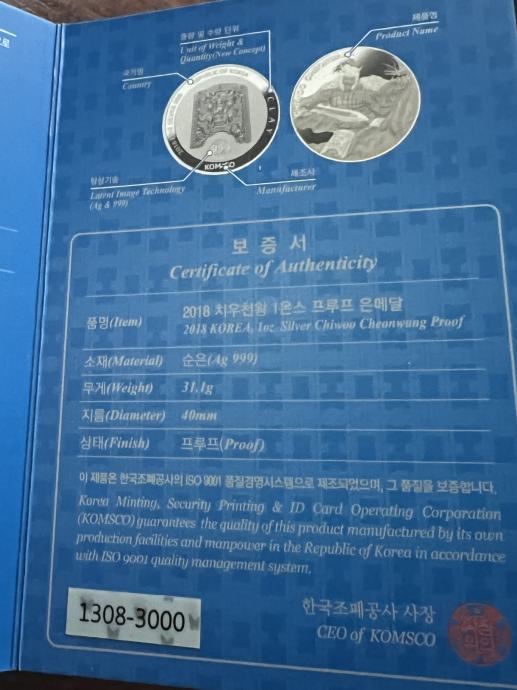 으로
중량 및 수량 단위
Unit of Weight &
Quantity(New Concept)
제품명
Product Name
국가명
Country
REPUBLIC OF KOREA
CLAY
2018
999
KOMSCO
잠상기술
Latent Image Technology
(Ag & 999)
제조사
Manufacturer
보증서
Certificate of Authenticity
품명(Item)
2018 치우천왕 1온스 프루프 은메달
2018 KOREA, 1oz Silver Chiwoo Cheonwang Proof
소재(Material) 순은(Ag 999)
무게(Weight) 31.1g
지름(Diameter) 40mm
상태(Finish) 프루프(Proof)
이 제품은 한국조폐공사의 ISO 9001 품질경영시스템으로 제조되었으며, 그 품질을 보증합니다.
Korea Minting, Security Printing & ID Card Operating Corporation
(KOMSCO) guarantees the quality of this product manufactured by its own
production facilities and manpower in the Republic of Korea in accordance
with ISO 9001 quality management system.
1308-3000
한국조폐공사 사장
CEO of KOMSCO